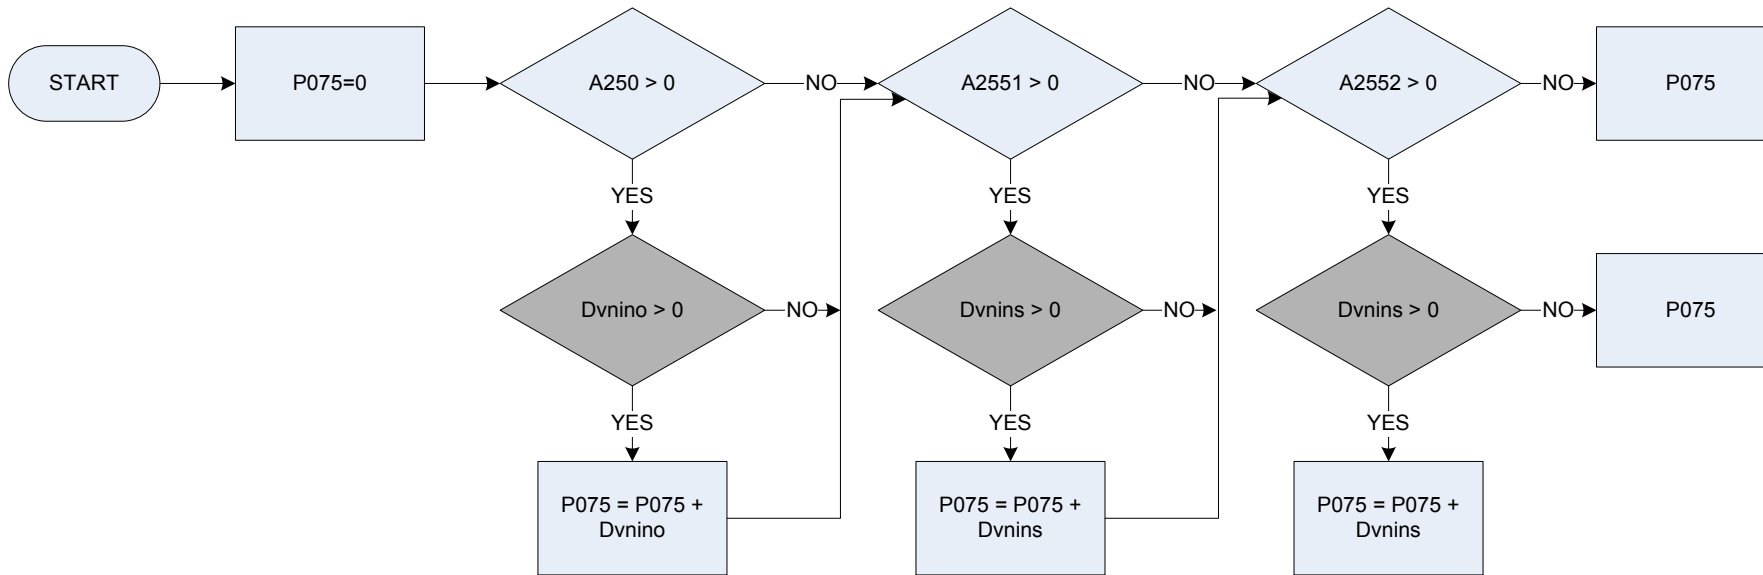 START
P075=0
A250 > 0
NO
A2551 > 0
NO
A2552 > 0
NO
P075
YES
YES
YES
Dvnino > 0
NO
Dvnins > 0
NO
Dvnins > 0
NO
P075
YES
YES
YES
P075 = P075 +
Dvnino
P075 = P075 +
Dvnins
P075 = P075 +
Dvnins